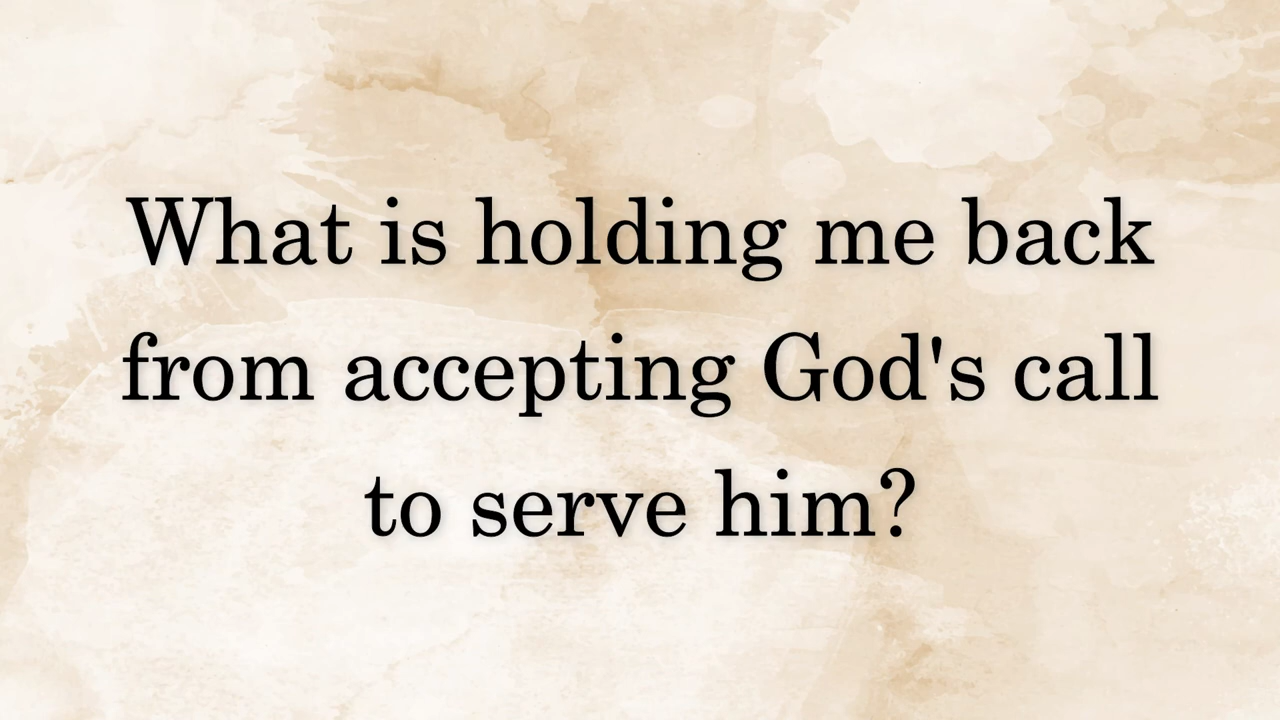 What is holding me back
from accepting God's call
to serve him?